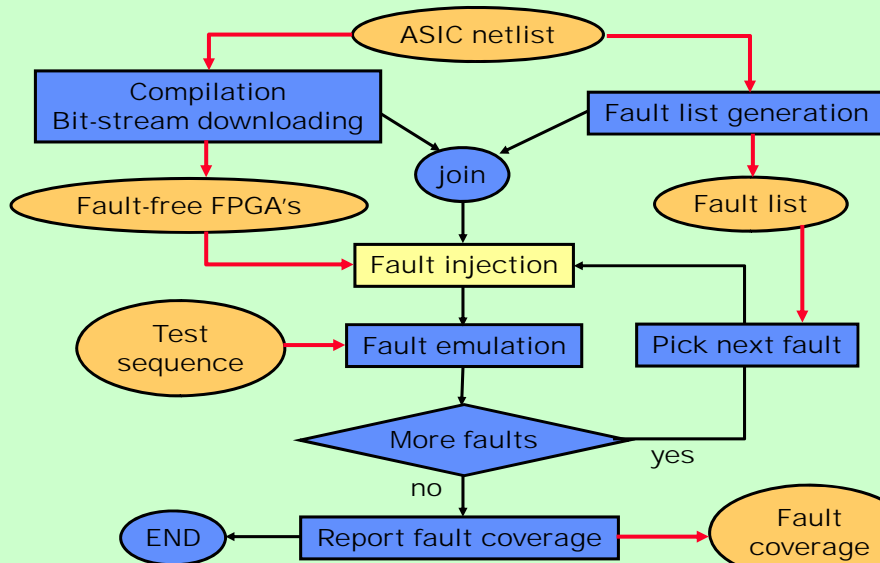 ASIC netlist
Compilation
Bit-stream downloading
Fault list generation
join
Fault-free FPGA's
Fault list
Fault injection
Test
sequence
Fault emulation
Pick next fault
More faults
yes
no
END
Report fault coverage
Fault
coverage